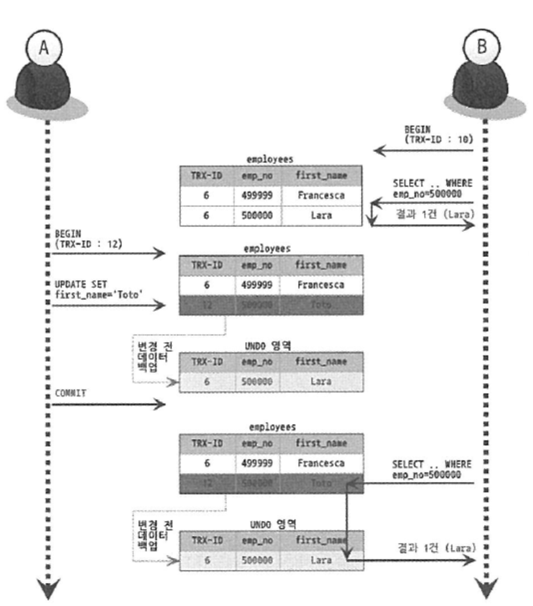 A
B
BEGIN
(TRX-ID : 10)
employees
TRX-ID emp_no first_name
6 499999 Francesca
6 500000 Lara
SELECT .. WHERE
emp_no=500000
결과 1건 (Lara)
BEGIN
(TRX-ID : 12)
employees
TRX-ID emp_no first_name
6 499999 Francesca
12 500000 Toto
UPDATE SET
first_name='Toto'
변경 전
데이터
백업
UNDO 영역
TRX-ID emp_no first_name
6 500000 Lara
COMMIT
employees
TRX-ID emp_no first_name
6 499999 Francesca
12 500000 Toto
SELECT .. WHERE
emp_no=500000
변경 전
데이터
백업
UNDO 영역
TRX-ID emp_no first_name
6 500000 Lara
결과 1건 (Lara)